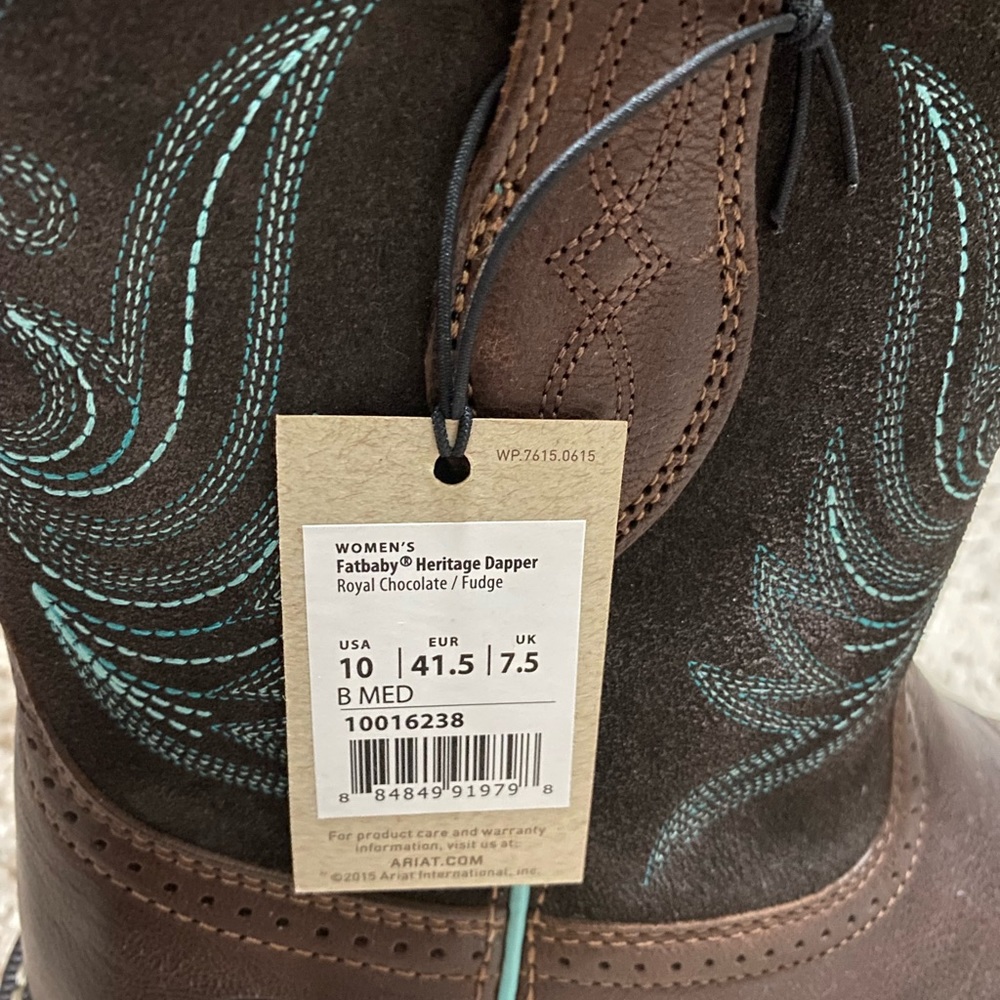 WP.7615.0615
WOMEN'S
Fatbaby® Heritage Dapper
Royal Chocolate / Fudge
USA EUR UK
10 | 41.5 | 7.5
B MED
10016238
8 84849 91979 8
For product care and warranty
information, visit us at:
ARIAT.COM
©2015 Ariat International, inc.